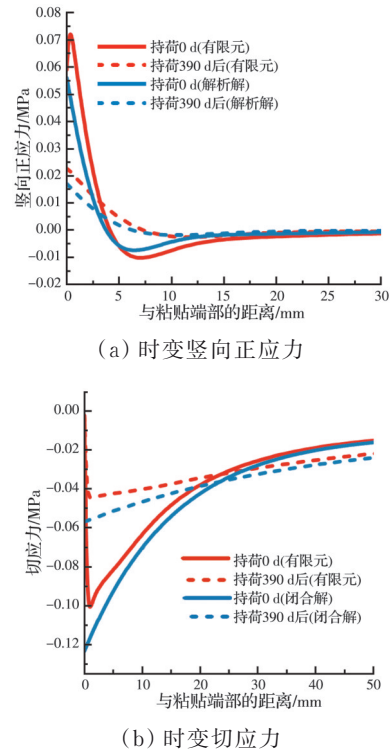 0.08
0.07
0.06
0.05
0.04
0.03
0.02
0.01
0.00
−0.01
−0.02
竖向正应力/MPa
持荷0 d(有限元)
持荷390 d后(有限元)
持荷0 d(解析解)
持荷390 d后(解析解)
0 5 10 15 20 25 30
与粘贴端部的距离/mm
(a) 时变竖向正应力
0.00
−0.02
−0.04
−0.06
−0.08
−0.10
−0.12
切应力/MPa
持荷0 d(有限元)
持荷390 d后(有限元)
持荷0 d(闭合解)
持荷390 d后(闭合解)
0 10 20 30 40 50
与粘贴端部的距离/mm
(b) 时变切应力